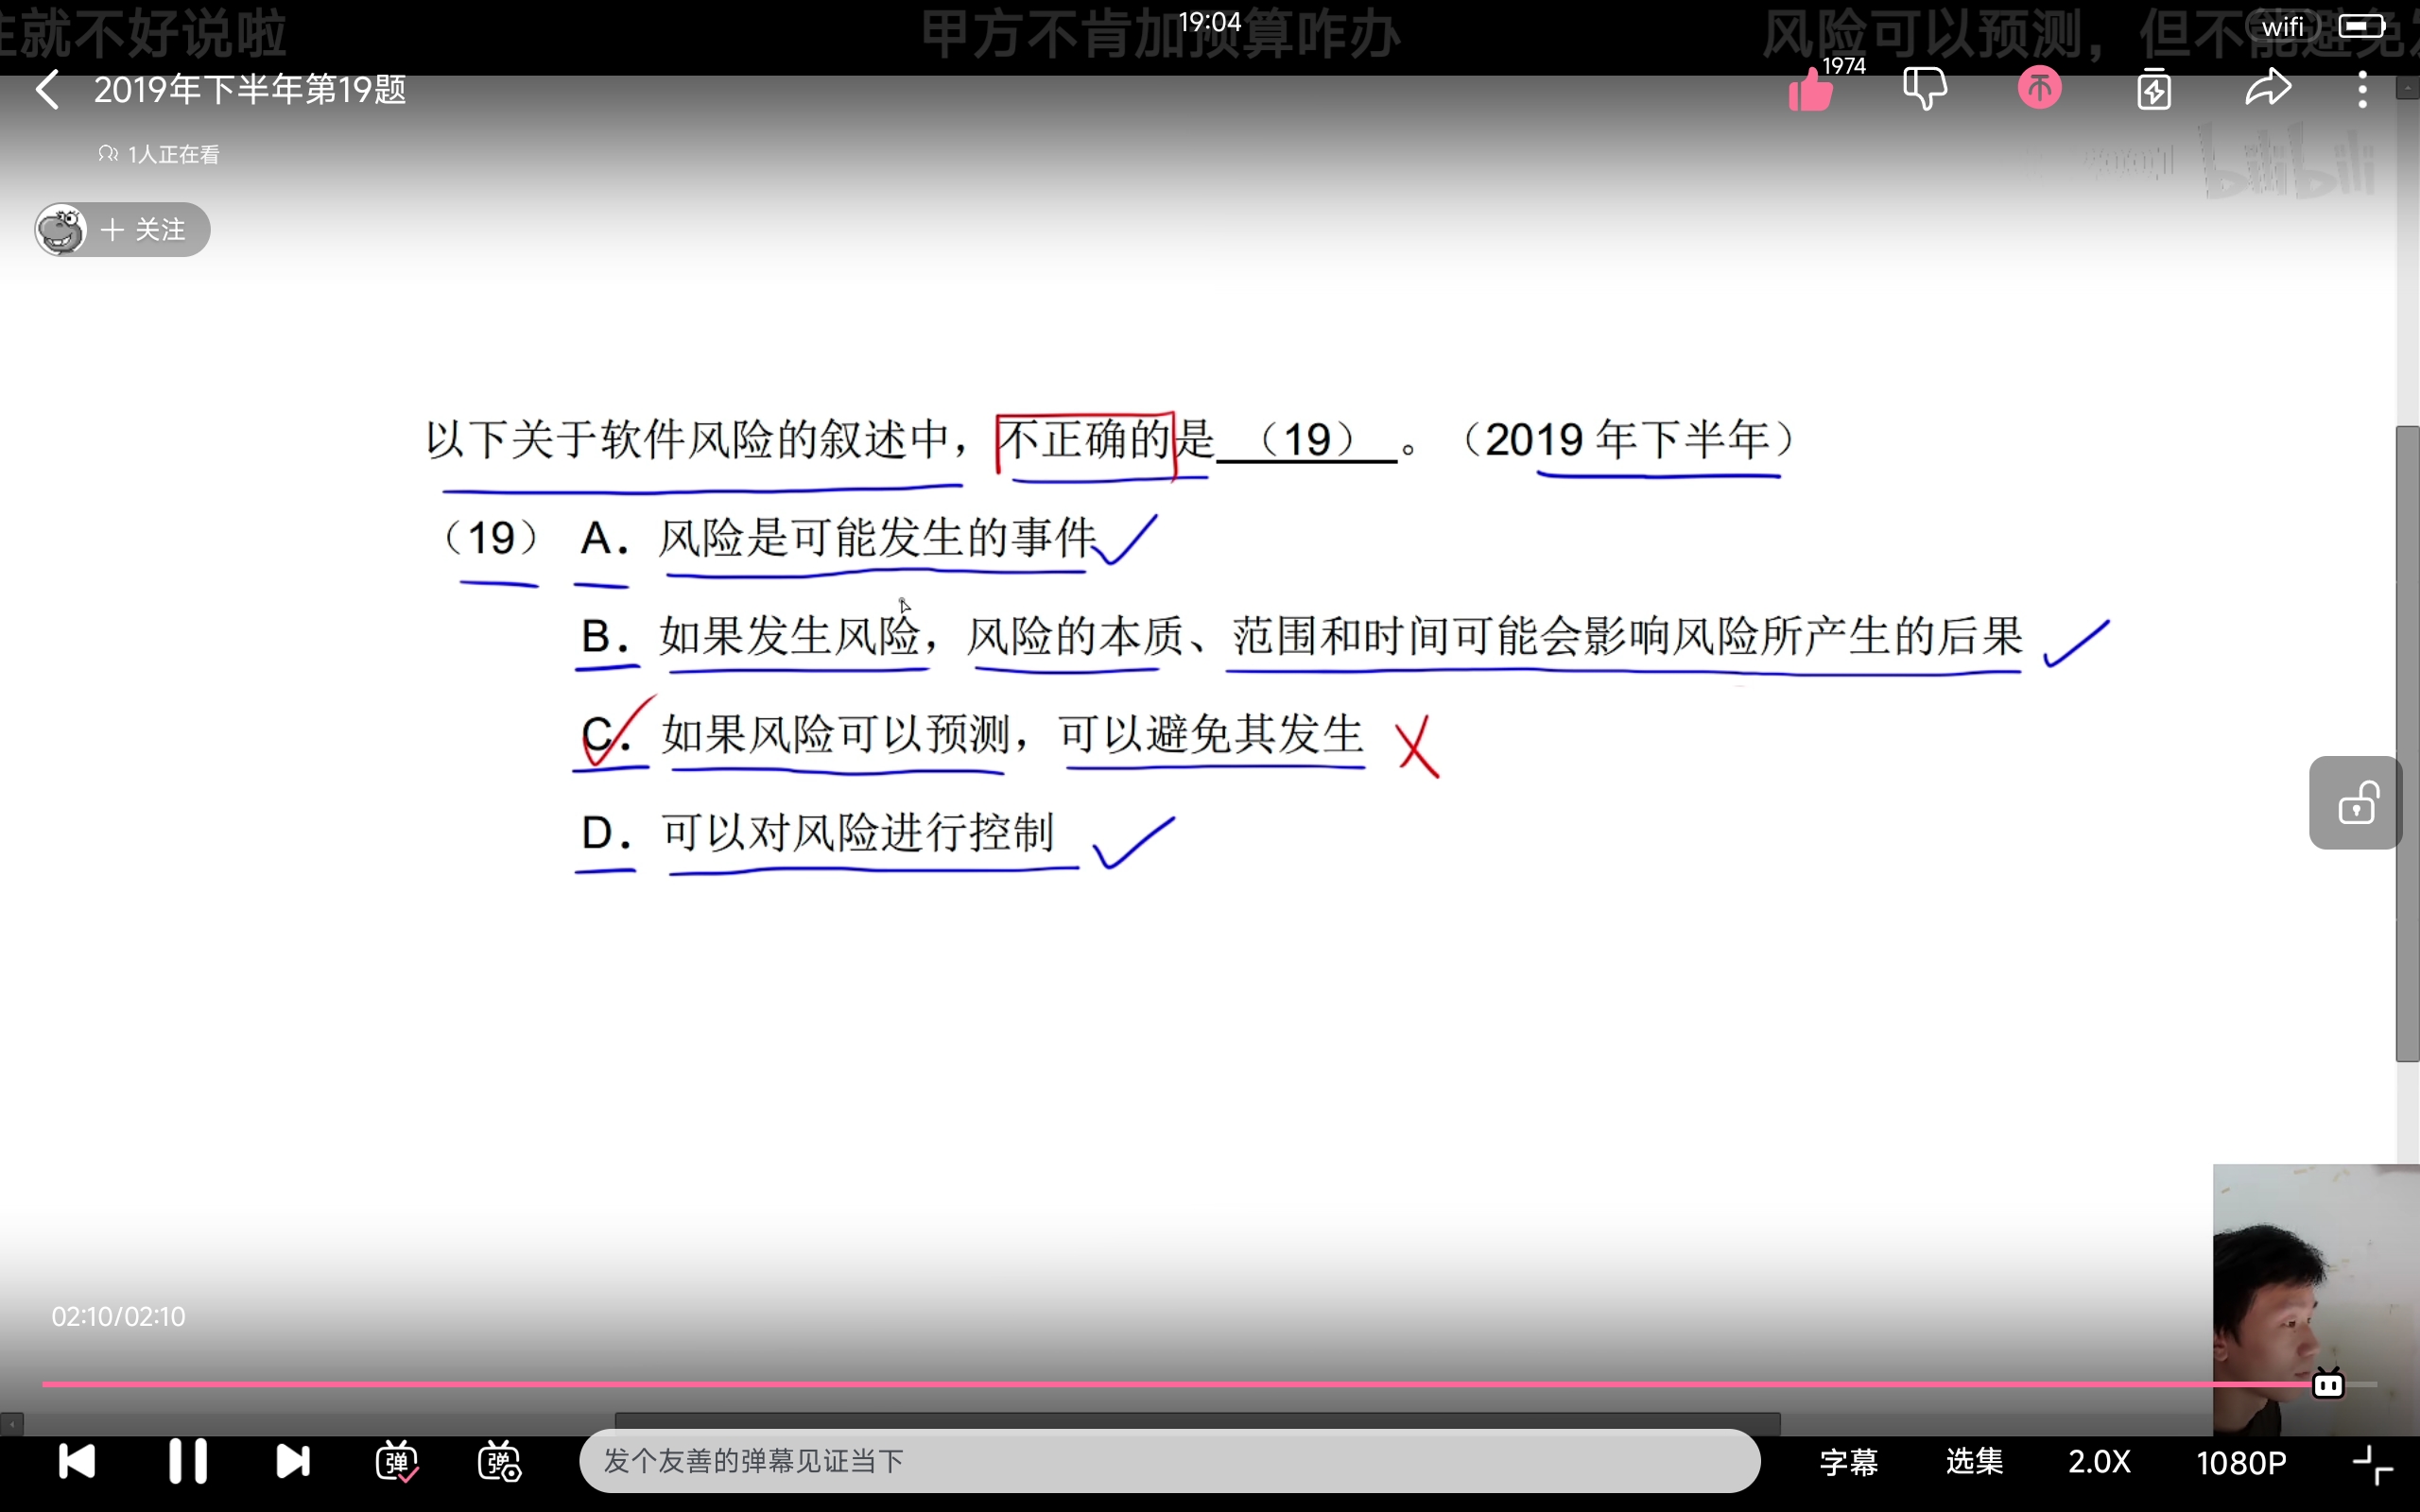 主就不好说啦
甲方不肯加预算咋办
风险可以预测，但不能避免发
19:04
wifi
2019年下半年第19题
1974
1人正在看
bilibili
关注
以下关于软件风险的叙述中，不正确的是 （19） 。（2019 年下半年）
（19） A．风险是可能发生的事件
B．如果发生风险，风险的本质、范围和时间可能会影响风险所产生的后果
C．如果风险可以预测，可以避免其发生
D．可以对风险进行控制
02:10/02:10
弹
弹
发个友善的弹幕见证当下
字幕
选集
2.0X
1080P